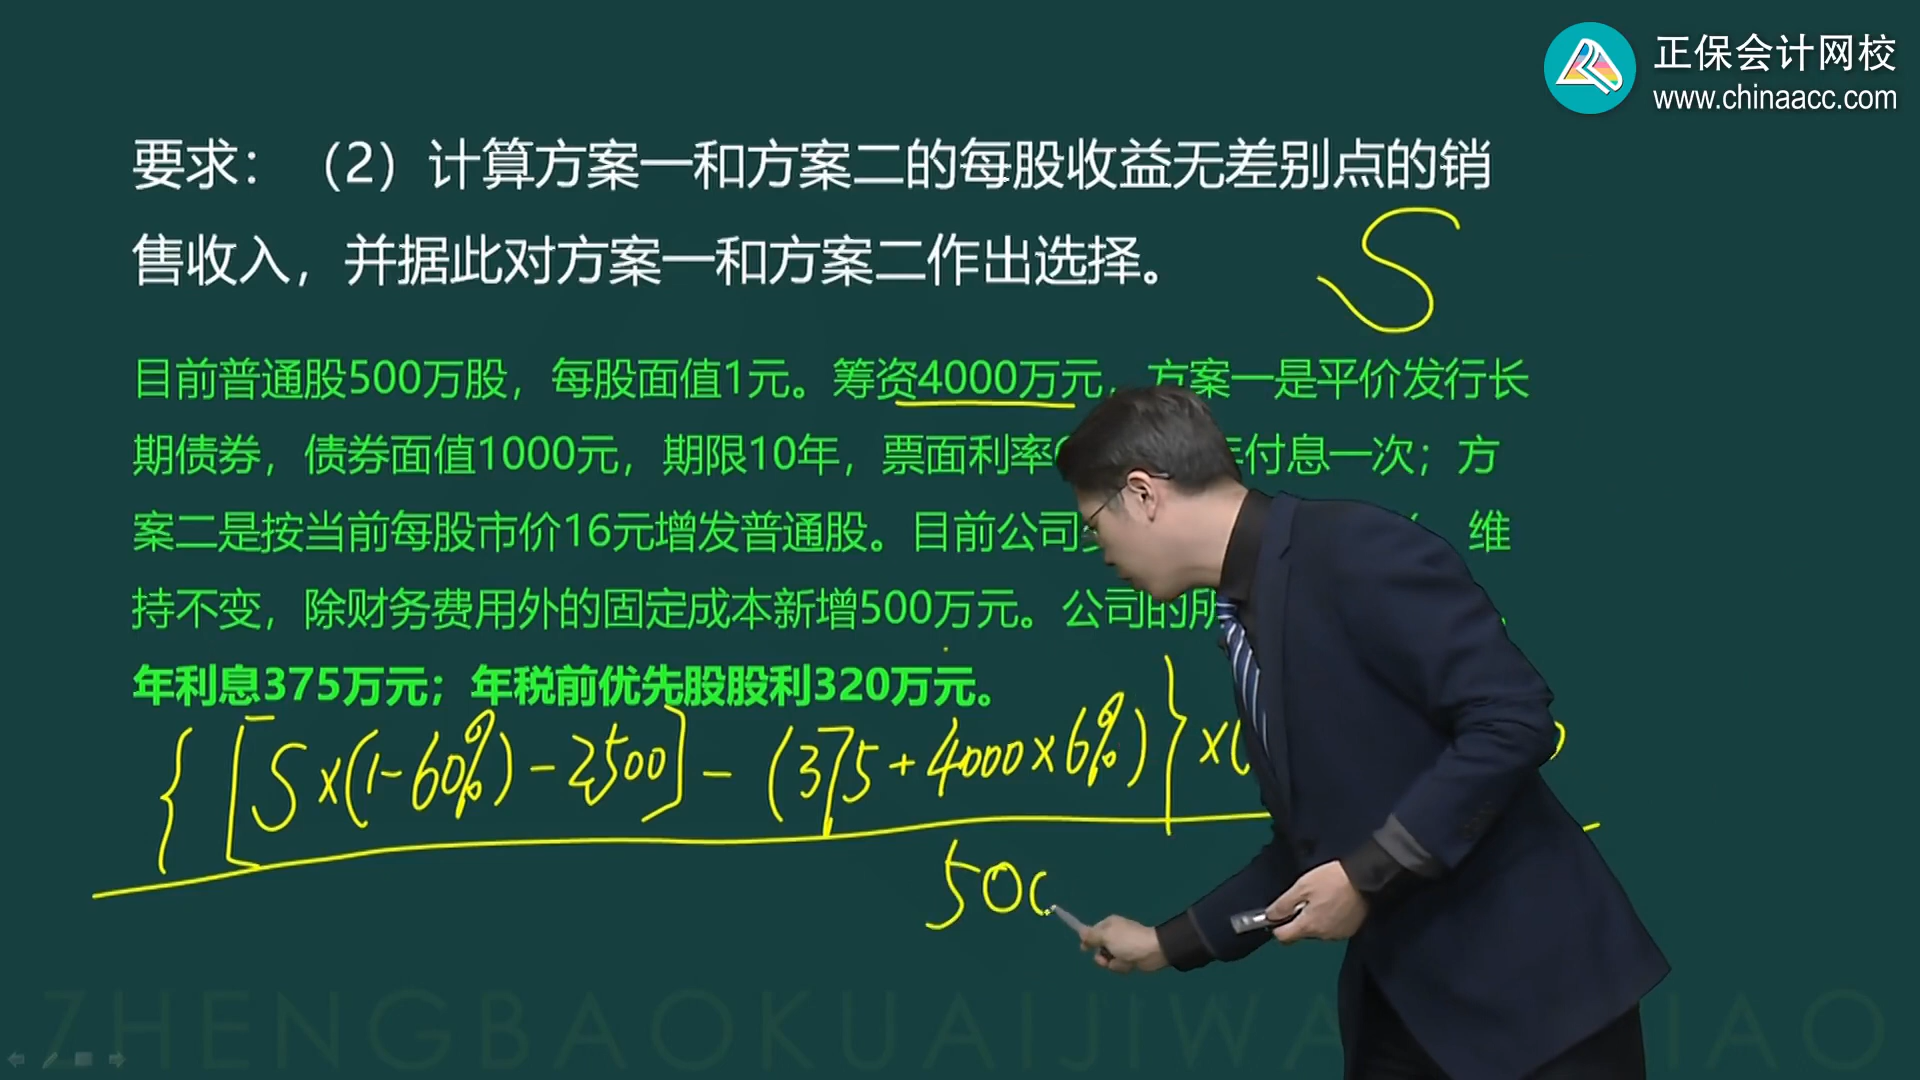 正保会计网校
www.chinaacc.com
要求：（2）计算方案一和方案二的每股收益无差别点的销
售收入，并据此对方案一和方案二作出选择。
S
目前普通股500万股，每股面值1元。筹资4000万元，方案一是平价发行长
期债券，债券面值1000元，期限10年，票面利率 年付息一次；方
案二是按当前每股市价16元增发普通股。目前公司 维
持不变，除财务费用外的固定成本新增500万元。公司的所
年利息375万元；年税前优先股股利320万元。
{[S×(1-60%)-2500]-(375+4000×6%)}×(
500
ZHENGBAOKUAIJIWA IAO